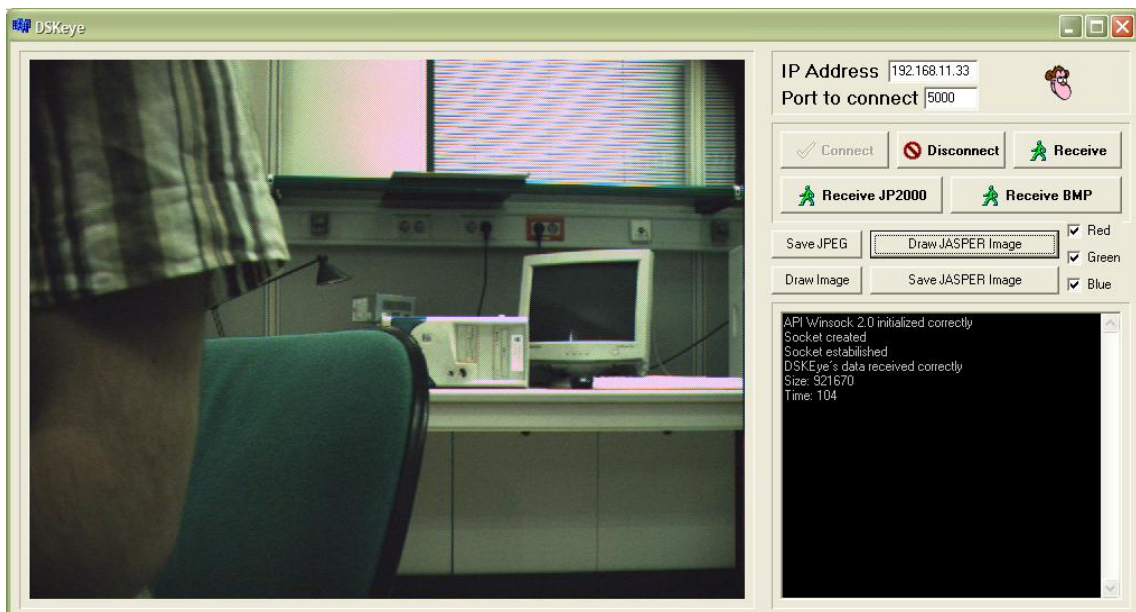 DSKeye
IP Address 192.168.11.33
Port to connect 5000
Connect Disconnect Receive
Receive JP2000 Receive BMP
Save JPEG Draw JASPER Image Red
Green
Draw Image Save JASPER Image Blue
API Winsock 2.0 initialized correctly
Socket created
Socket estabilished
DSKEye´s data received correctly
Size: 921670
Time: 104